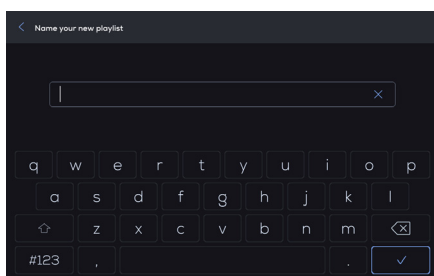 Name your new playlist
q w e r t y u i o p
a s d f g h j k l
z x c v b n m
#123 , .